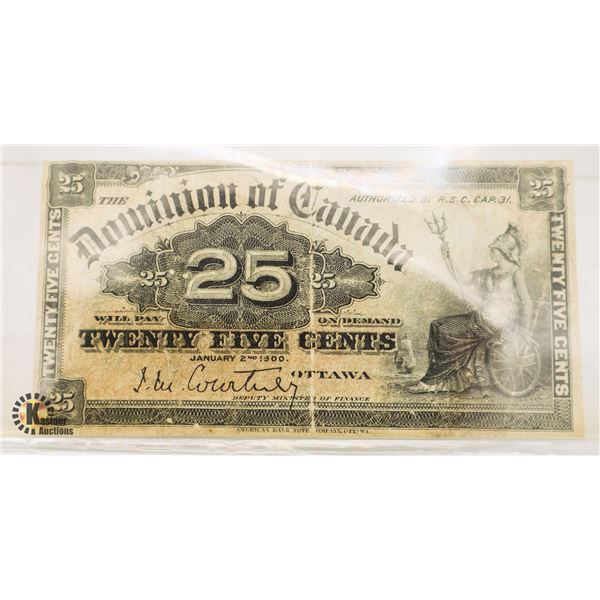 25
25
THE
Dominion of Canada
AUTHORIZED BY R.S.C. CAP. 31.
TWENTY FIVE CENTS
TWENTY FIVE CENTS
25
25
25
WILL PAY
ON DEMAND
TWENTY FIVE CENTS
JANUARY 2ND 1900.
OTTAWA
J.M. Courtney
DEPUTY MINISTER OF FINANCE
25
AMERICAN BANK NOTE COMPANY, OTTAWA.
Kastner
Auctions